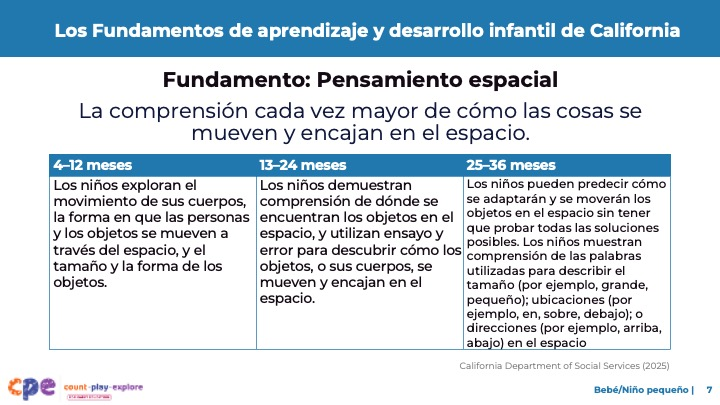 Los Fundamentos de aprendizaje y desarrollo infantil de California
Fundamento: Pensamiento espacial
La comprensión cada vez mayor de cómo las cosas se
mueven y encajan en el espacio.
4–12 meses
Los niños exploran el
movimiento de sus cuerpos,
la forma en que las personas
y los objetos se mueven a
través del espacio, y el
tamaño y la forma de los
objetos.
13–24 meses
Los niños demuestran
comprensión de dónde se
encuentran los objetos en el
espacio, y utilizan ensayo y
error para descubrir cómo los
objetos, o sus cuerpos, se
mueven y encajan en el
espacio.
25–36 meses
Los niños pueden predecir cómo
se adaptarán y se moverán los
objetos en el espacio sin tener
que probar todas las soluciones
posibles. Los niños muestran
comprensión de las palabras
utilizadas para describir el
tamaño (por ejemplo, grande,
pequeño); ubicaciones (por
ejemplo, en, sobre, debajo); o
direcciones (por ejemplo, arriba,
abajo) en el espacio
California Department of Social Services (2025)
cpe count·play·explore
Bebé/Niño pequeño | 7